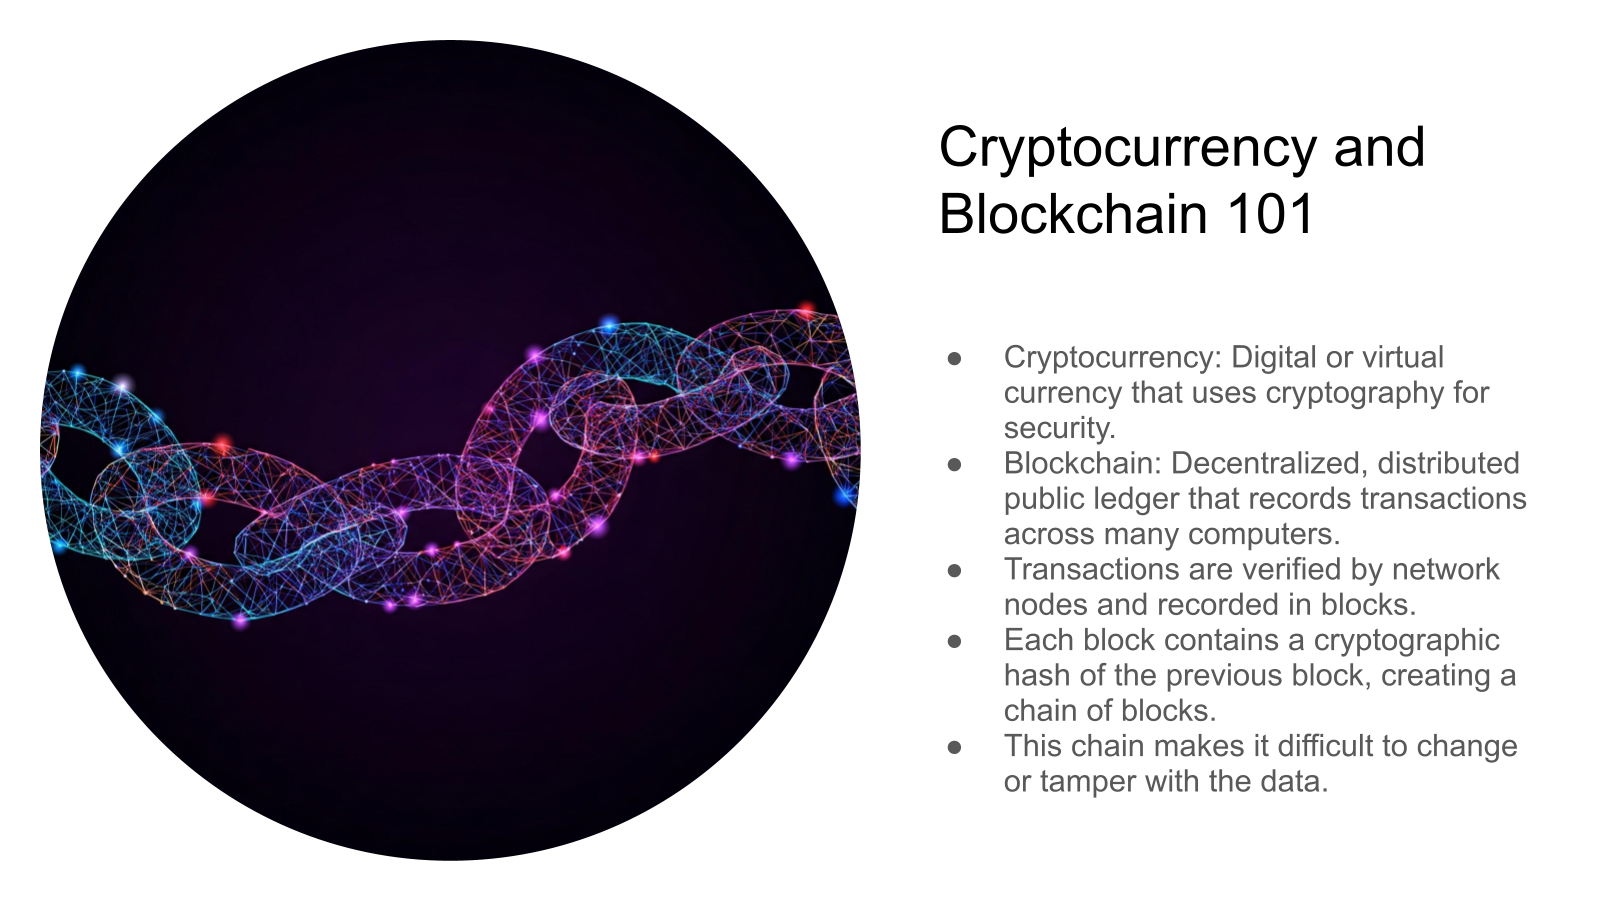 Cryptocurrency and
Blockchain 101
● Cryptocurrency: Digital or virtual
currency that uses cryptography for
security.
● Blockchain: Decentralized, distributed
public ledger that records transactions
across many computers.
● Transactions are verified by network
nodes and recorded in blocks.
● Each block contains a cryptographic
hash of the previous block, creating a
chain of blocks.
● This chain makes it difficult to change
or tamper with the data.